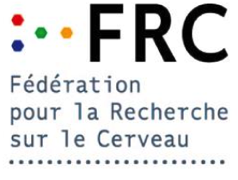 FRC
Fédération
pour la Recherche
sur le Cerveau